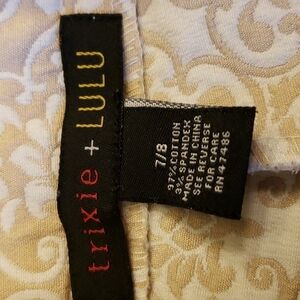 trixie + LULU
7/8
97% COTTON
3% SPANDEX
MADE IN CHINA
SEE REVERSE
FOR CARE
RN 47486